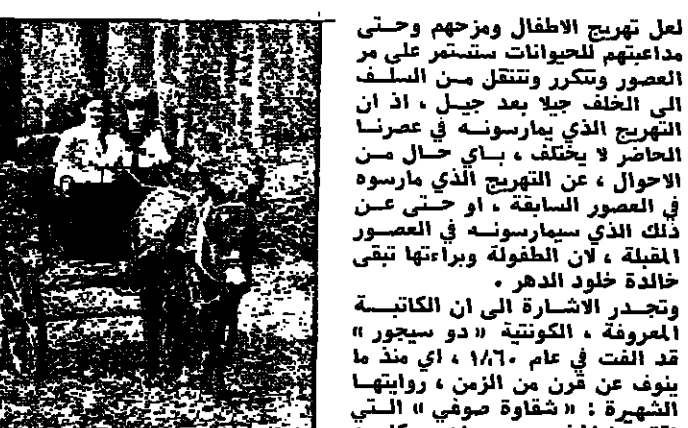 لعل تهريج الاطفال ومزحهم وحتى
مداعبتهم للحيوانات ستستمر على مر
العصور وتتكرر وتتنقل من السلف
الى الخلف جيلا بعد جيل ، اذ ان
التهريج الذي يمارسونه في عصرنا
الحاضر لا يختلف ، باي حال من
الاحوال ، عن التهريج الذي مارسوه
في العصور السابقة ، او حتى عن
ذلك الذي سيمارسونه في العصور
المقبلة ، لان الطفولة وبراءتها تبقى
خالدة خلود الدهر .
وتجدر الاشارة الى ان الكاتبة
المعروفة ، الكونتية « دو سيجور »
قد الفت في عام ١٨٦٠ ، اي منذ ما
ينوف عن قرن من الزمن ، روايتها
الشهيرة : « شقاوة صوفي » التي